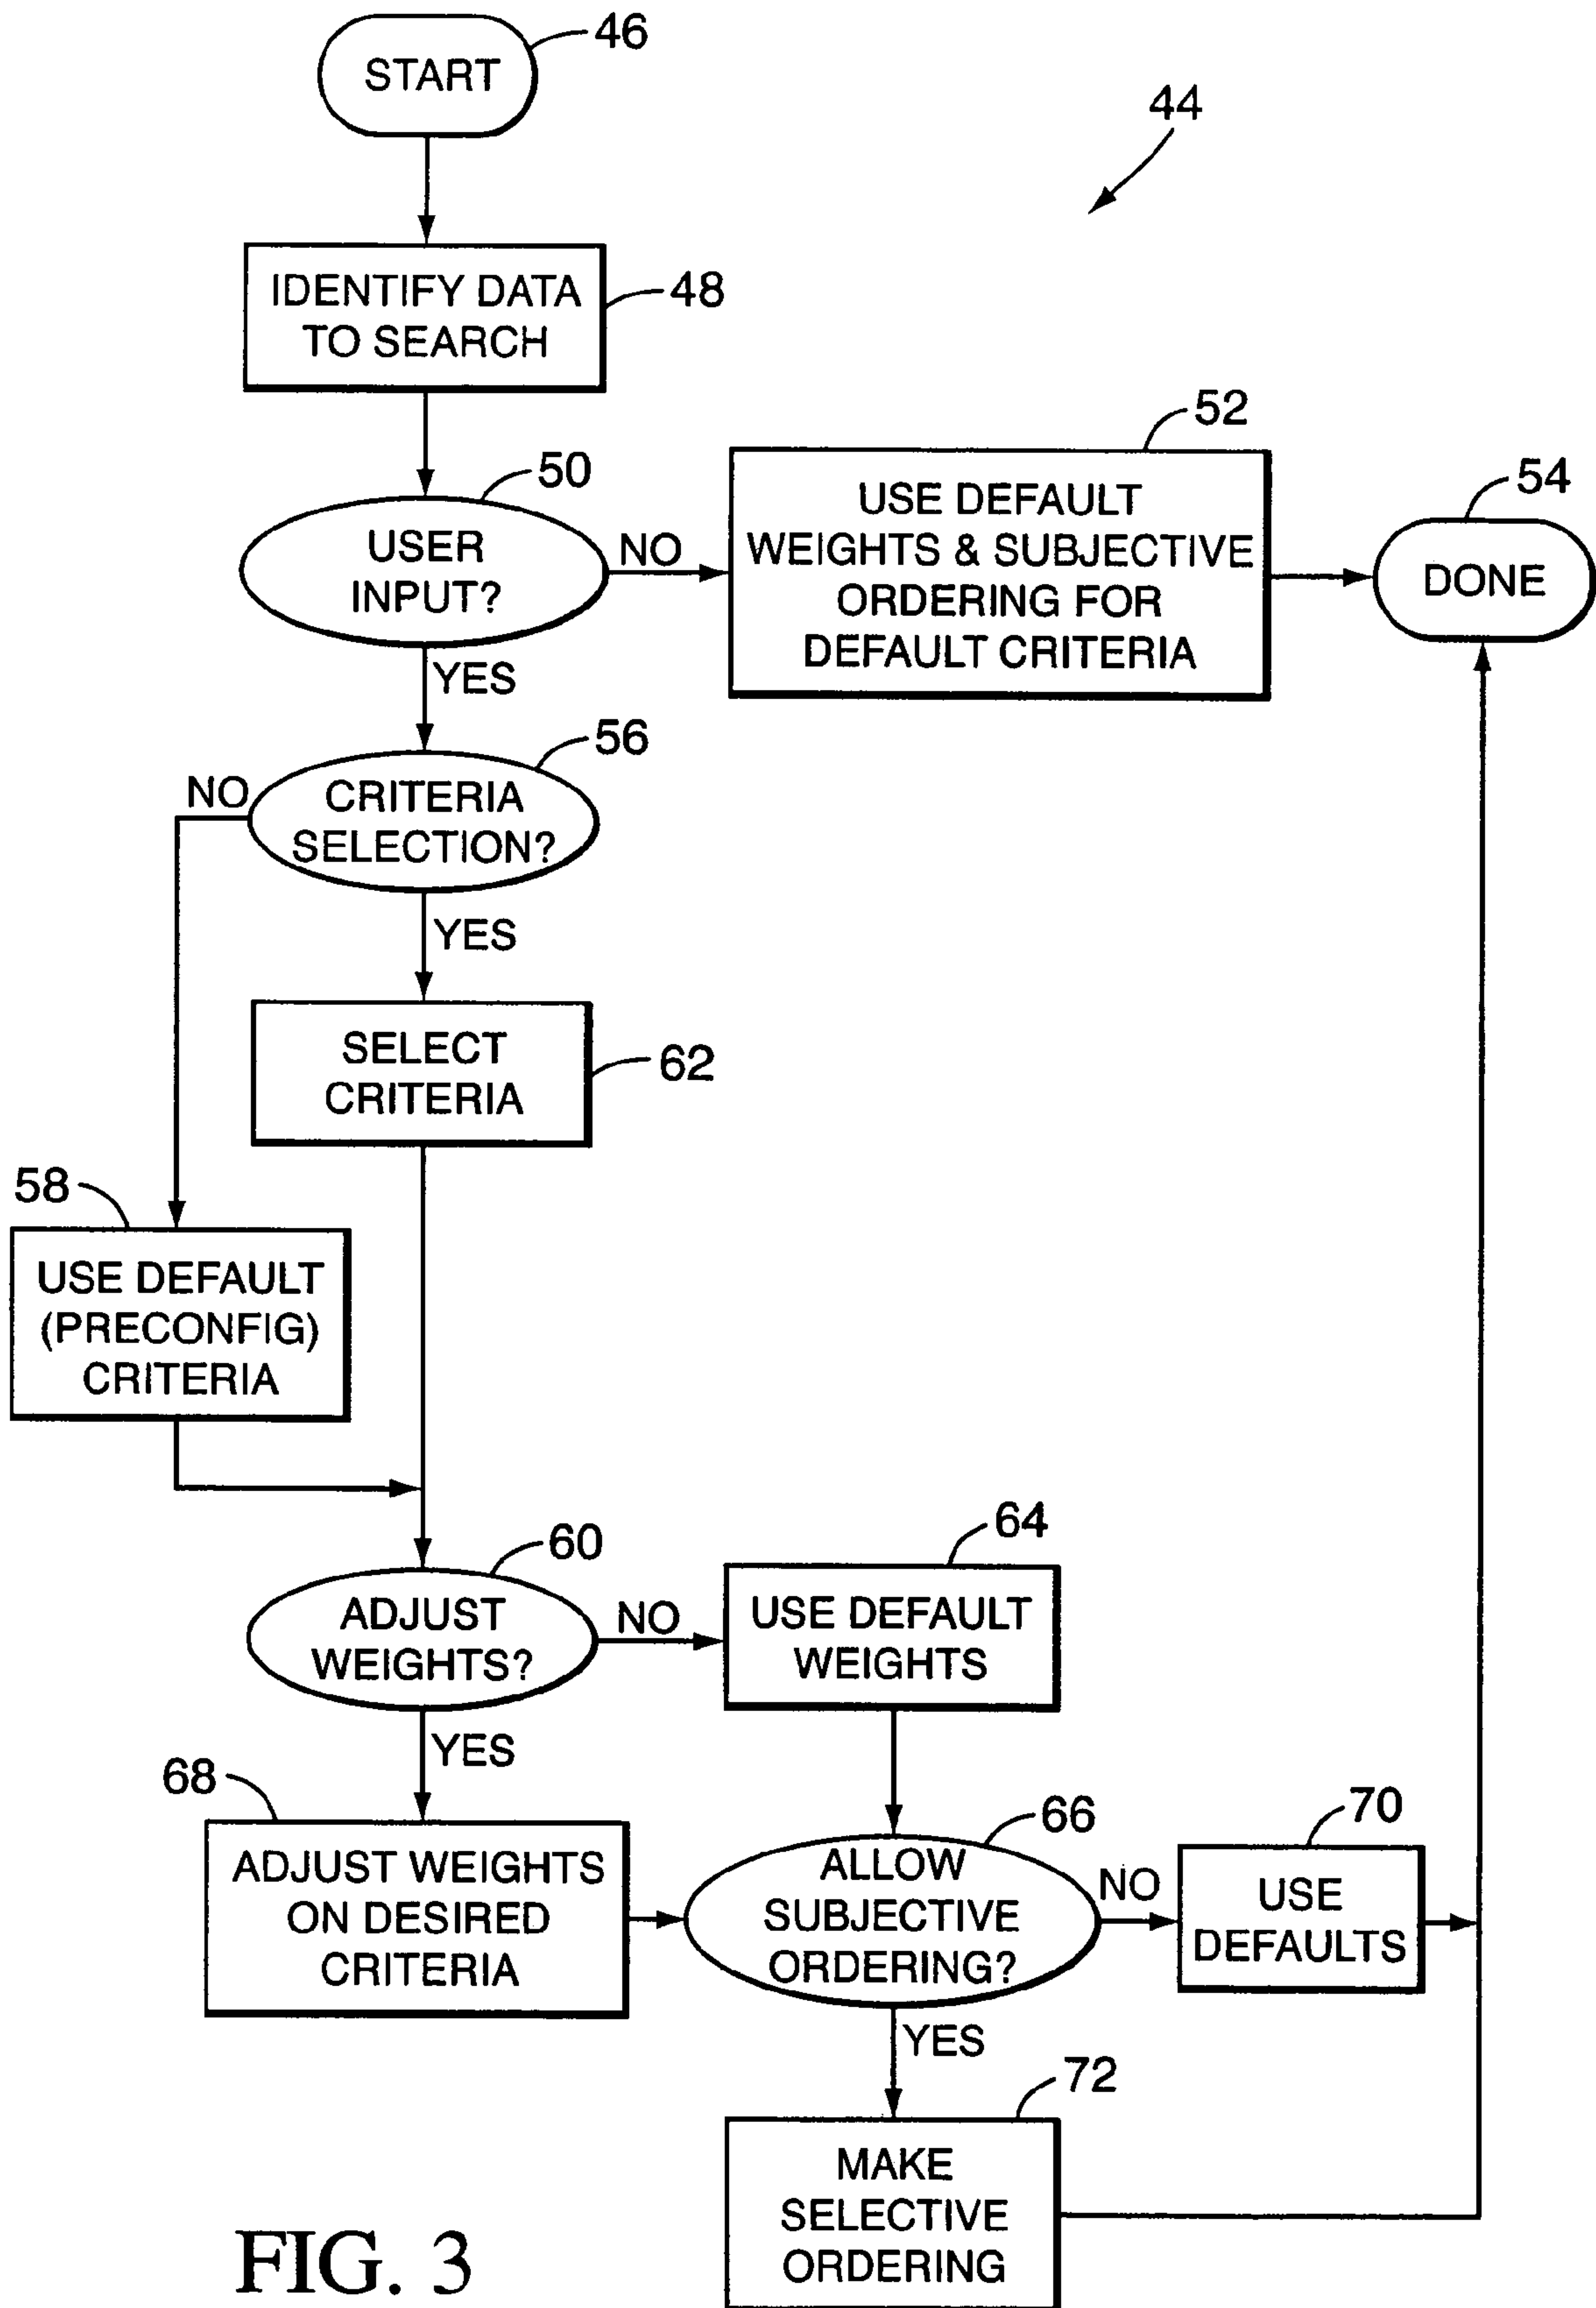 START
46
44
IDENTIFY DATA
TO SEARCH
48
50
USER
INPUT?
NO
YES
52
USE DEFAULT
WEIGHTS & SUBJECTIVE
ORDERING FOR
DEFAULT CRITERIA
54
DONE
56
CRITERIA
SELECTION?
NO
YES
SELECT
CRITERIA
62
58
USE DEFAULT
(PRECONFIG)
CRITERIA
60
ADJUST
WEIGHTS?
NO
YES
64
USE DEFAULT
WEIGHTS
68
ADJUST WEIGHTS
ON DESIRED
CRITERIA
66
ALLOW
SUBJECTIVE
ORDERING?
NO
YES
70
USE
DEFAULTS
72
MAKE
SELECTIVE
ORDERING
FIG. 3